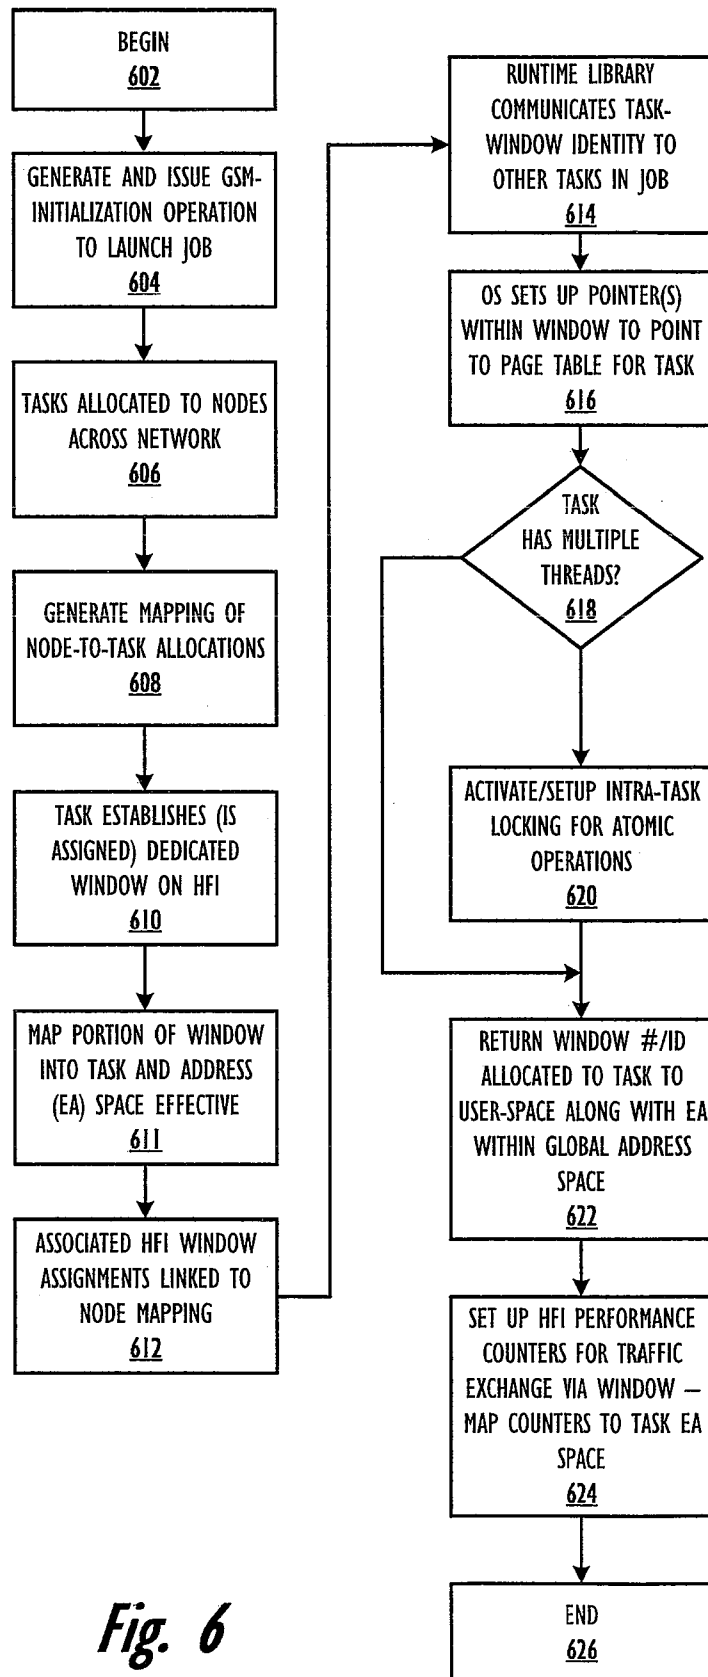 BEGIN
602
GENERATE AND ISSUE GSM-
INITIALIZATION OPERATION
TO LAUNCH JOB
604
TASKS ALLOCATED TO NODES
ACROSS NETWORK
606
GENERATE MAPPING OF
NODE-TO-TASK ALLOCATIONS
608
TASK ESTABLISHES (IS
ASSIGNED) DEDICATED
WINDOW ON HFI
610
MAP PORTION OF WINDOW
INTO TASK AND ADDRESS
(EA) SPACE EFFECTIVE
611
ASSOCIATED HFI WINDOW
ASSIGNMENTS LINKED TO
NODE MAPPING
612
RUNTIME LIBRARY
COMMUNICATES TASK-
WINDOW IDENTITY TO
OTHER TASKS IN JOB
614
OS SETS UP POINTER(S)
WITHIN WINDOW TO POINT
TO PAGE TABLE FOR TASK
616
TASK
HAS MULTIPLE
THREADS?
618
ACTIVATE/SETUP INTRA-TASK
LOCKING FOR ATOMIC
OPERATIONS
620
RETURN WINDOW #/ID
ALLOCATED TO TASK TO
USER-SPACE ALONG WITH EA
WITHIN GLOBAL ADDRESS
SPACE
622
SET UP HFI PERFORMANCE
COUNTERS FOR TRAFFIC
EXCHANGE VIA WINDOW —
MAP COUNTERS TO TASK EA
SPACE
624
END
626
Fig. 6